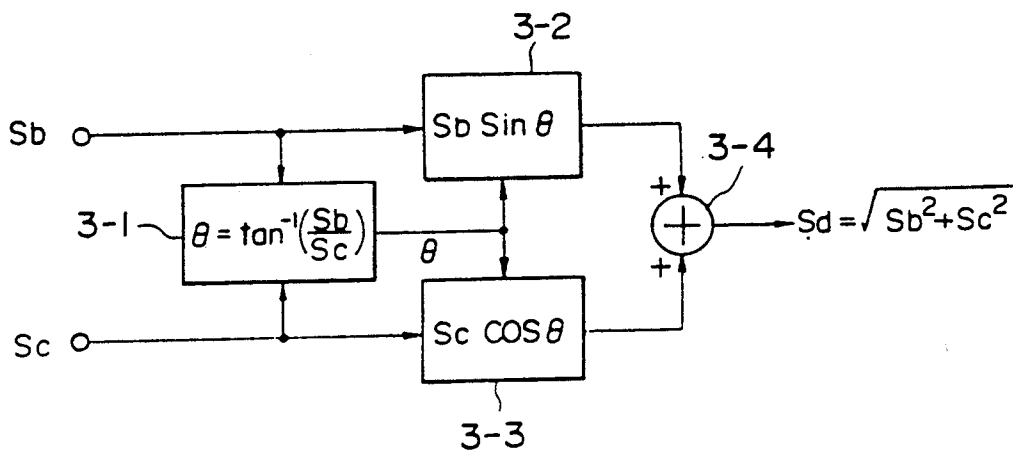 3-2
Sb
Sb Sin θ
3-4
+
3-1
θ = tan⁻¹(Sb/Sc)
θ
+
Sd = √Sb²+Sc²
+
Sc
Sc COS θ
3-3